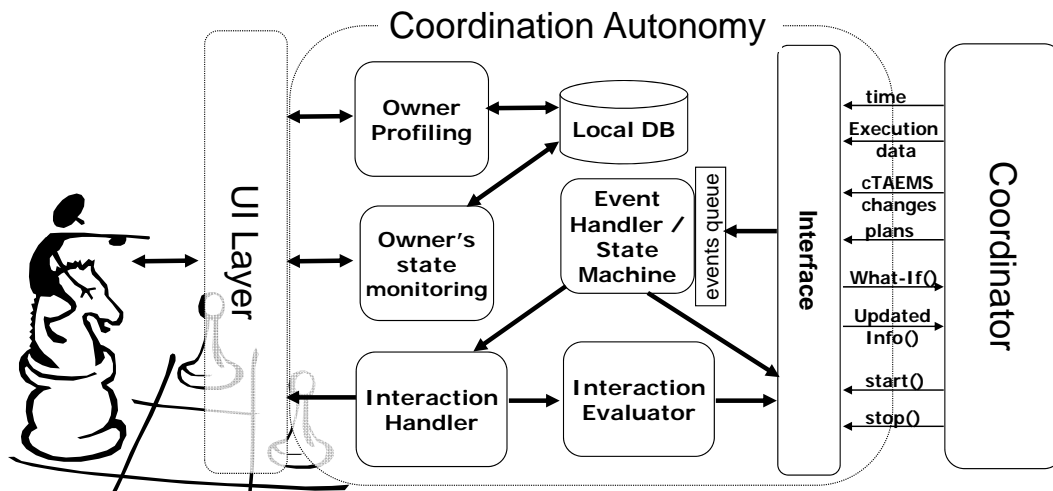 Coordination Autonomy
UI Layer
Owner
Profiling
Local DB
Owner's
state
monitoring
Event
Handler /
State
Machine
events queue
Interaction
Handler
Interaction
Evaluator
Interface
time
Execution
data
cTAEMS
changes
plans
What-If()
Updated
Info()
start()
stop()
Coordinator